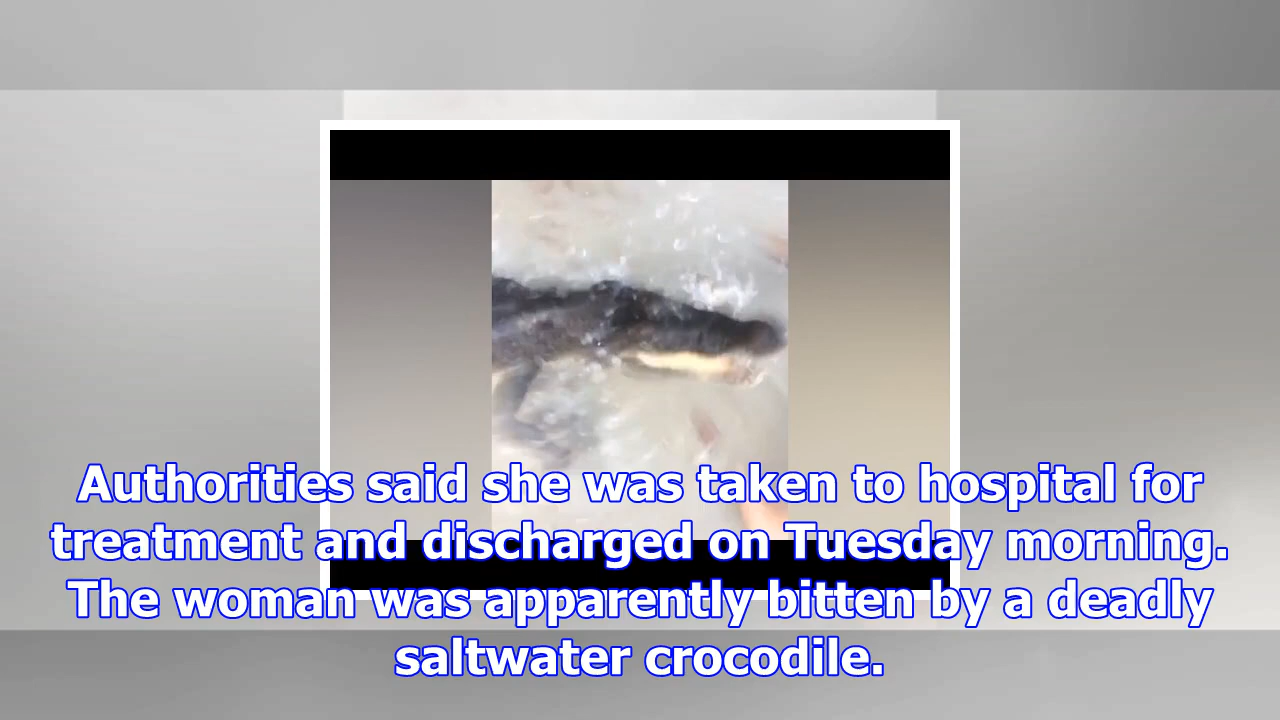 Authorities said she was taken to hospital for
treatment and discharged on Tuesday morning.
The woman was apparently bitten by a deadly
saltwater crocodile.